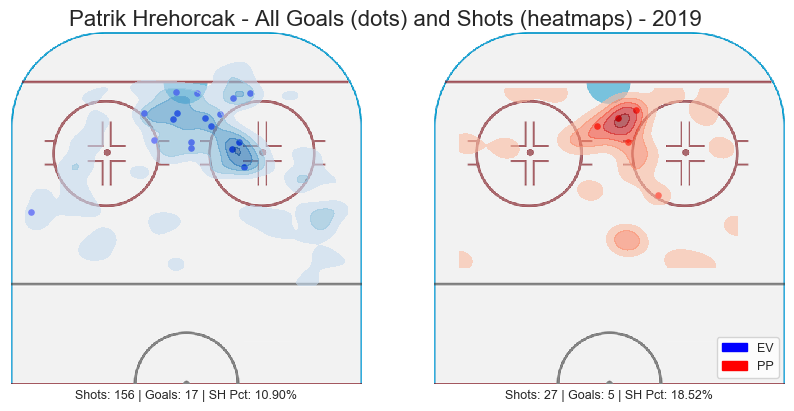 Patrik Hrehorcak - All Goals (dots) and Shots (heatmaps) - 2019
EV
PP
Shots: 156 | Goals: 17 | SH Pct: 10.90%
Shots: 27 | Goals: 5 | SH Pct: 18.52%